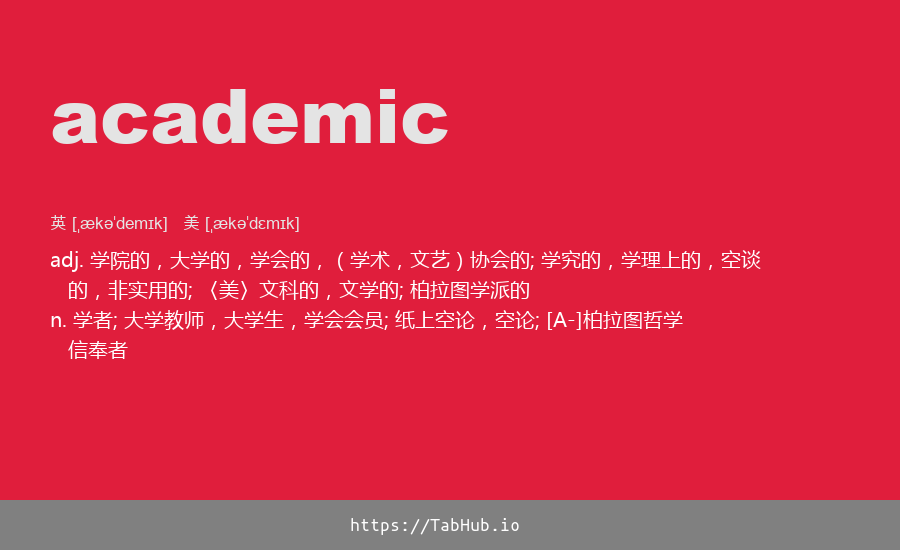 academic
英 [ˌækəˈdemɪk]   美 [ˌækəˈdɛmɪk]
adj. 学院的，大学的，学会的，（学术，文艺）协会的; 学究的，学理上的，空谈
的，非实用的; 〈美〉文科的，文学的; 柏拉图学派的
n. 学者; 大学教师，大学生，学会会员; 纸上空论，空论; [A-]柏拉图哲学
信奉者
https://TabHub.io